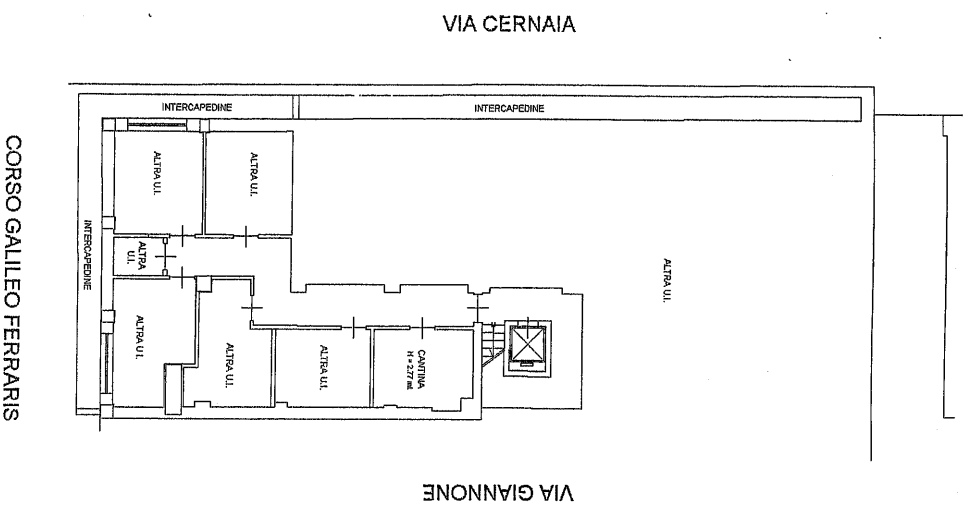 VIA CERNAIA
INTERCAPEDINE
INTERCAPEDINE
CORSO GALILEO FERRARIS
INTERCAPEDINE
ALTRA U.I.
ALTRA U.I.
ALTRA
U.I.
ALTRA U.I.
ALTRA U.I.
ALTRA U.I.
CANTINA
H = 2.77 mt
ALTRA U.I.
VIA GIANNONE